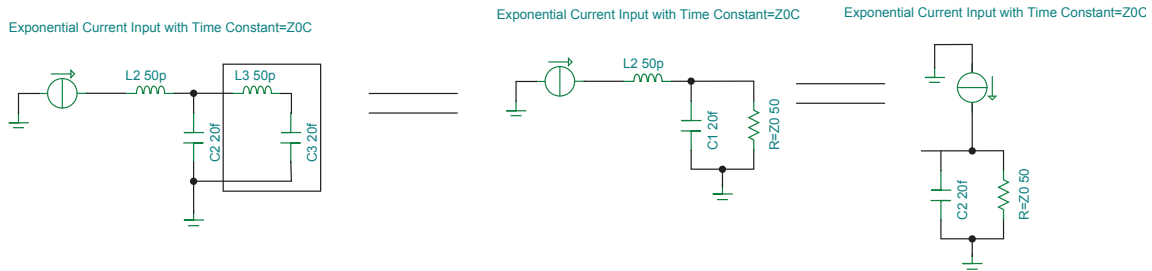 Exponential Current Input with Time Constant=Z0C
L2 50p
L3 50p
C2 20f
C3 20f
Exponential Current Input with Time Constant=Z0C
L2 50p
C1 20f
R=Z0 50
Exponential Current Input with Time Constant=Z0C
C2 20f
R=Z0 50